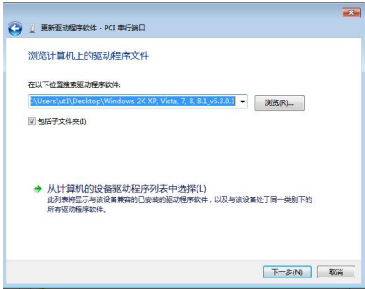 更新驱动程序软件 - PCI 串行端口
浏览计算机上的驱动程序文件
在以下位置搜索驱动程序软件:
:\Users\ut1\Desktop\Windows 2K XP, Vista, 7, 8, 8.1_v5.3.0.1
浏览(R)...
包括子文件夹(I)
从计算机的设备驱动程序列表中选择(L)
此列表将显示与该设备兼容的已安装的驱动程序软件，以及与该设备处于同一类别下的
所有驱动程序软件。
下一步(N)
取消